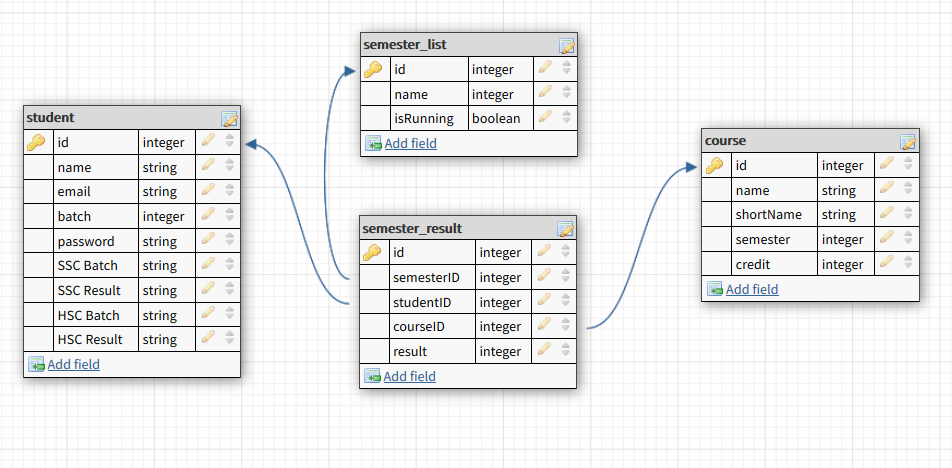 semester_list
id integer
name integer
isRunning boolean
Add field
student
id integer
name string
email string
batch integer
password string
SSC Batch string
SSC Result string
HSC Batch string
HSC Result string
Add field
semester_result
id integer
semesterID integer
studentID integer
courseID integer
result integer
Add field
course
id integer
name string
shortName string
semester integer
credit integer
Add field